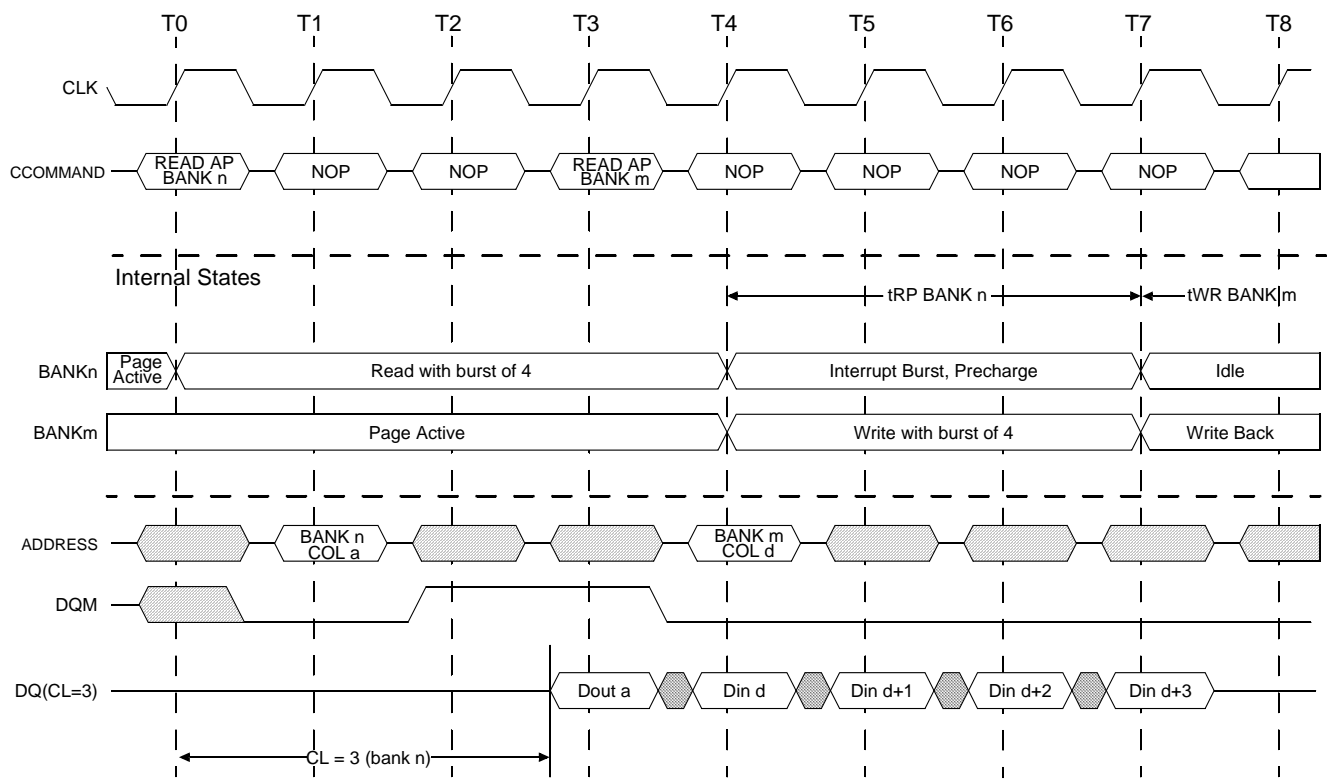 T0 T1 T2 T3 T4 T5 T6 T7 T8
CLK
CCOMMAND
READ AP
BANK n
NOP
NOP
READ AP
BANK m
NOP
NOP
NOP
NOP
Internal States
tRP BANK n
tWR BANK m
BANKn
Page
Active
Read with burst of 4
Interrupt Burst, Precharge
Idle
BANKm
Page Active
Write with burst of 4
Write Back
ADDRESS
BANK n
COL a
BANK m
COL d
DQM
DQ(CL=3)
Dout a
Din d
Din d+1
Din d+2
Din d+3
CL = 3 (bank n)